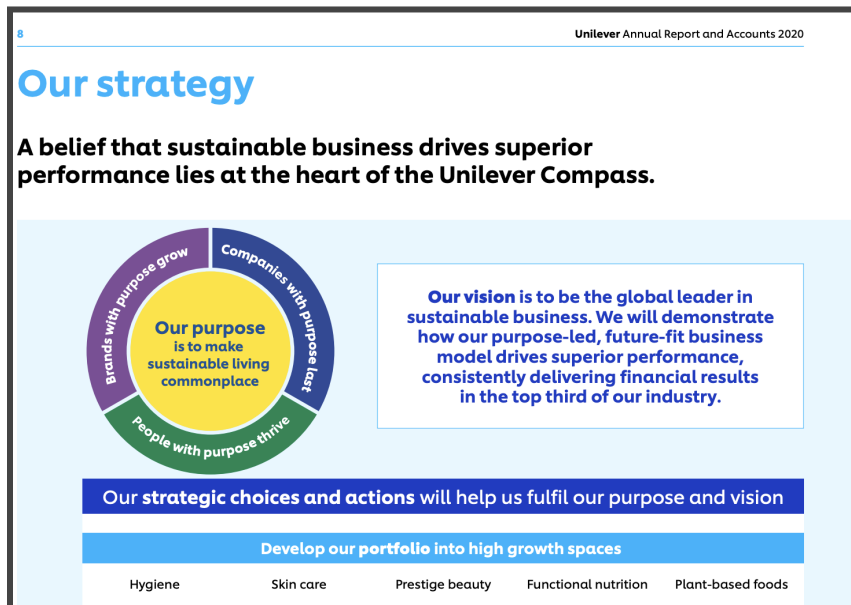 8
Unilever Annual Report and Accounts 2020
Our strategy
A belief that sustainable business drives superior
performance lies at the heart of the Unilever Compass.
Brands with purpose grow
Companies with purpose last
People with purpose thrive
Our purpose
is to make
sustainable living
commonplace
Our vision is to be the global leader in
sustainable business. We will demonstrate
how our purpose-led, future-fit business
model drives superior performance,
consistently delivering financial results
in the top third of our industry.
Our strategic choices and actions will help us fulfil our purpose and vision
Develop our portfolio into high growth spaces
Hygiene
Skin care
Prestige beauty
Functional nutrition
Plant-based foods